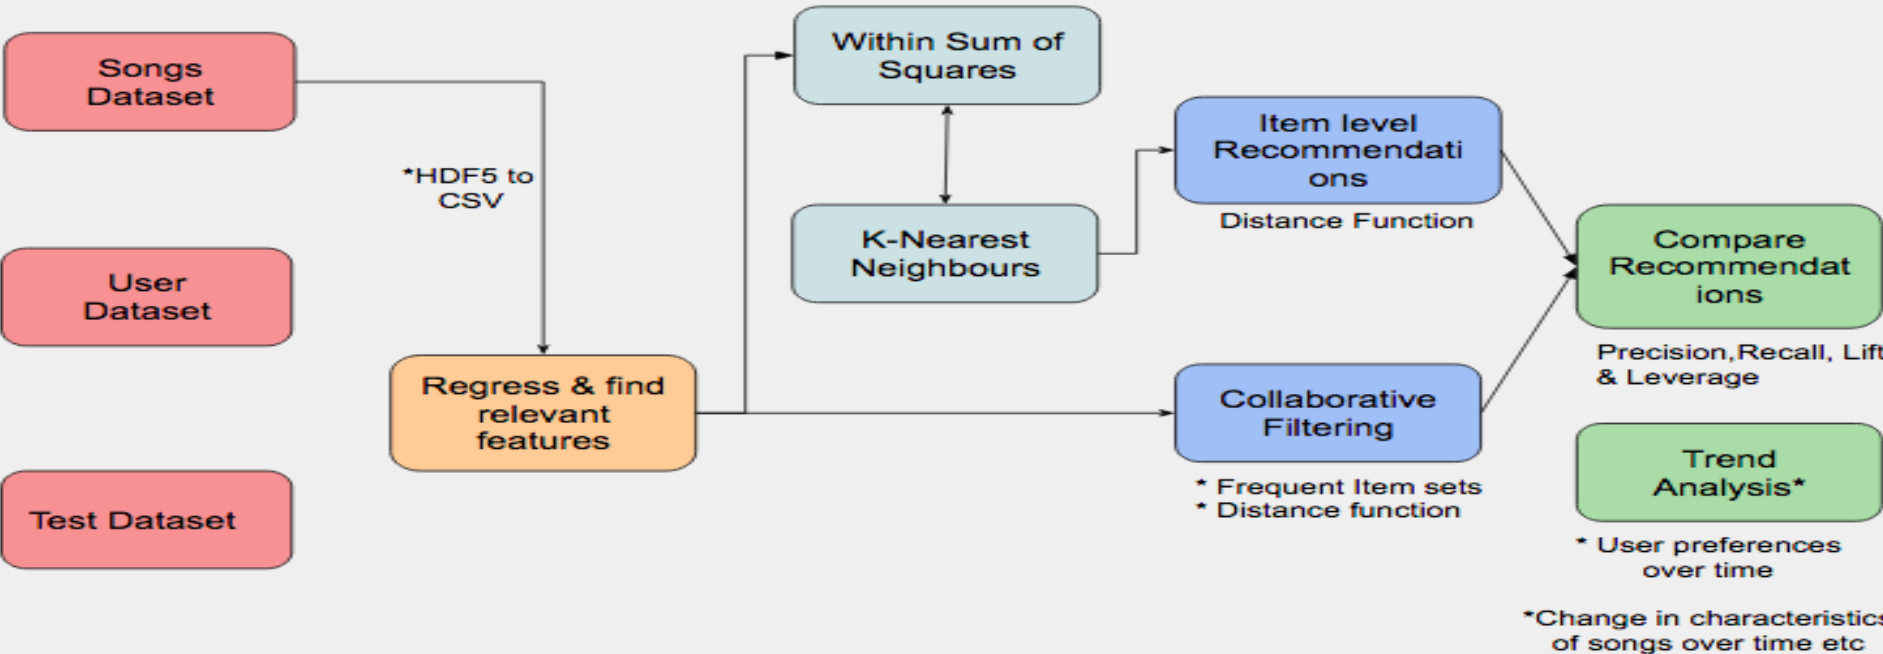 Songs
Dataset
*HDF5 to
CSV
User
Dataset
Test Dataset
Regress & find
relevant
features
Within Sum of
Squares
K-Nearest
Neighbours
Item level
Recommendati
ons
Distance Function
Collaborative
Filtering
* Frequent Item sets
* Distance function
Compare
Recommendat
ions
Precision,Recall, Lift
& Leverage
Trend
Analysis*
* User preferences
over time
*Change in characteristics
of songs over time etc